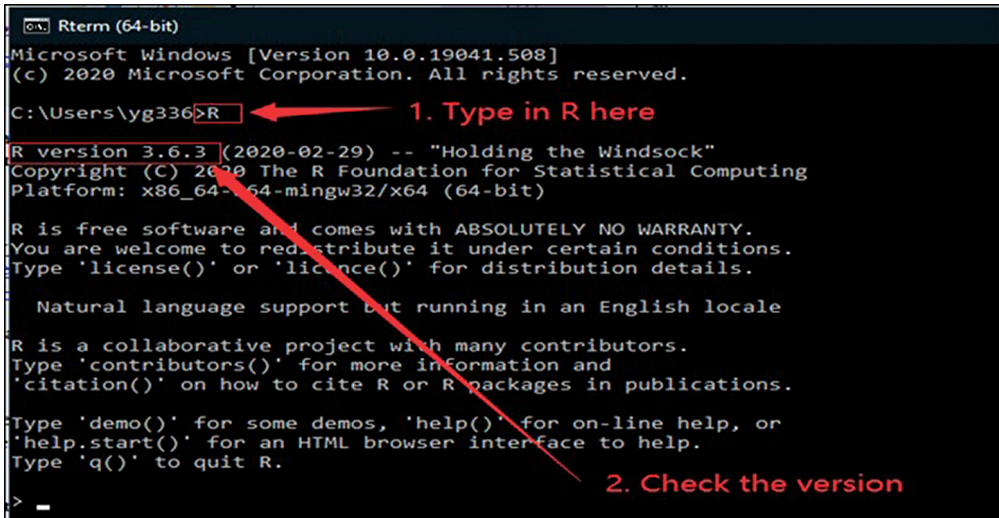 Rterm (64-bit)
Microsoft Windows [Version 10.0.19041.508]
(c) 2020 Microsoft Corporation. All rights reserved.
C:\Users\yg336>R
1. Type in R here
R version 3.6.3 (2020-02-29) -- "Holding the Windsock"
Copyright (C) 2020 The R Foundation for Statistical Computing
Platform: x86_64-w64-mingw32/x64 (64-bit)
R is free software and comes with ABSOLUTELY NO WARRANTY.
You are welcome to redistribute it under certain conditions.
Type 'license()' or 'licence()' for distribution details.
Natural language support but running in an English locale
R is a collaborative project with many contributors.
Type 'contributors()' for more information and
'citation()' on how to cite R or R packages in publications.
Type 'demo()' for some demos, 'help()' for on-line help, or
'help.start()' for an HTML browser interface to help.
Type 'q()' to quit R.
2. Check the version
> _